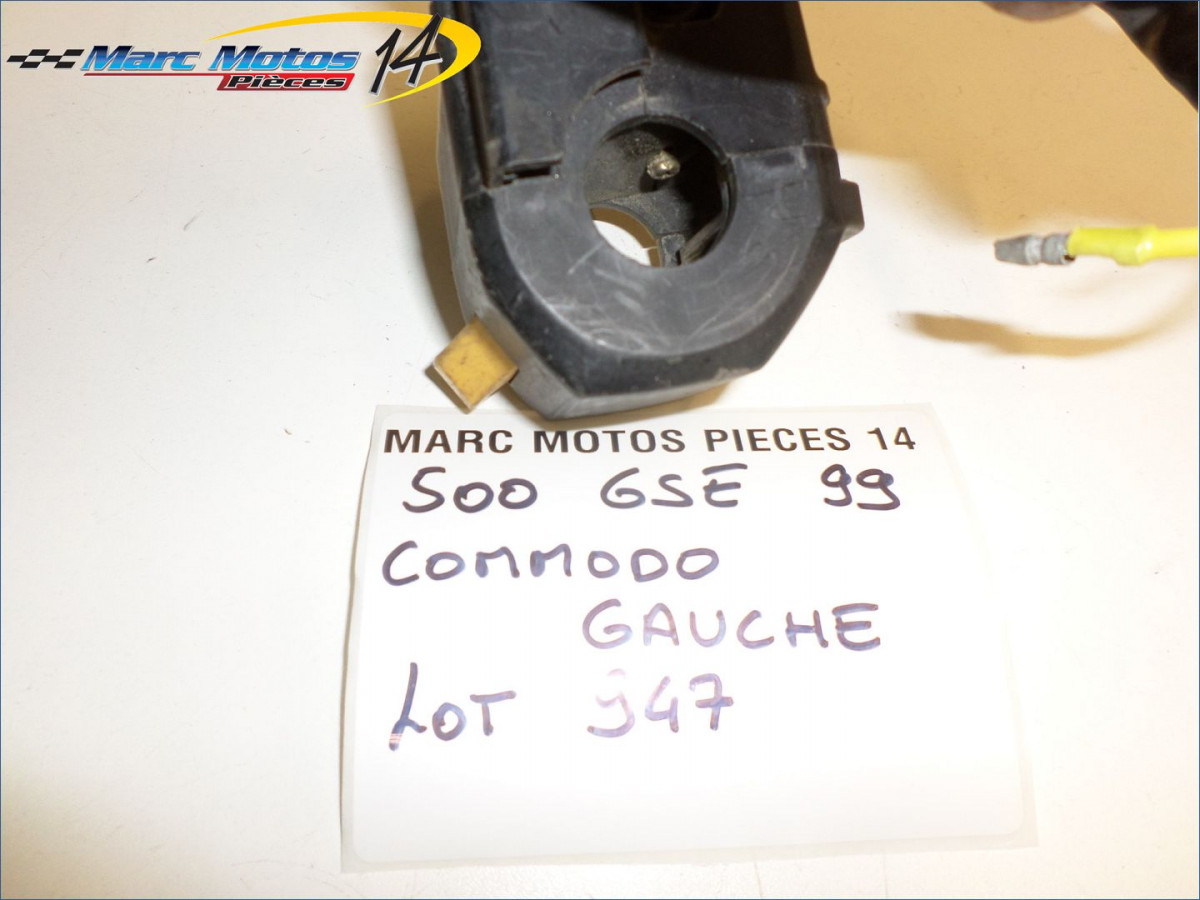 Marc Motos 14
Pièces
MARC MOTOS PIECES 14
500 GSE 99
COMMODO
GAUCHE
LOT 947